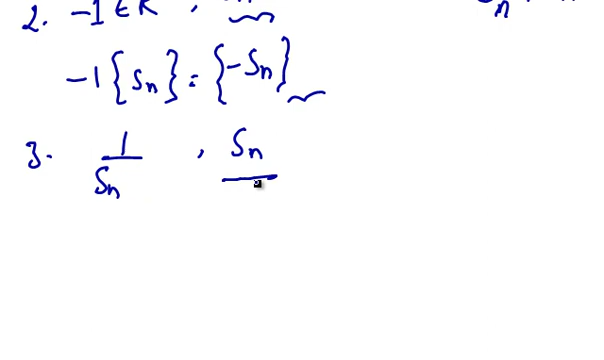 2. -1 ∈ R ,
-1 {Sn} = {-Sn}
3. 1/Sn , Sn